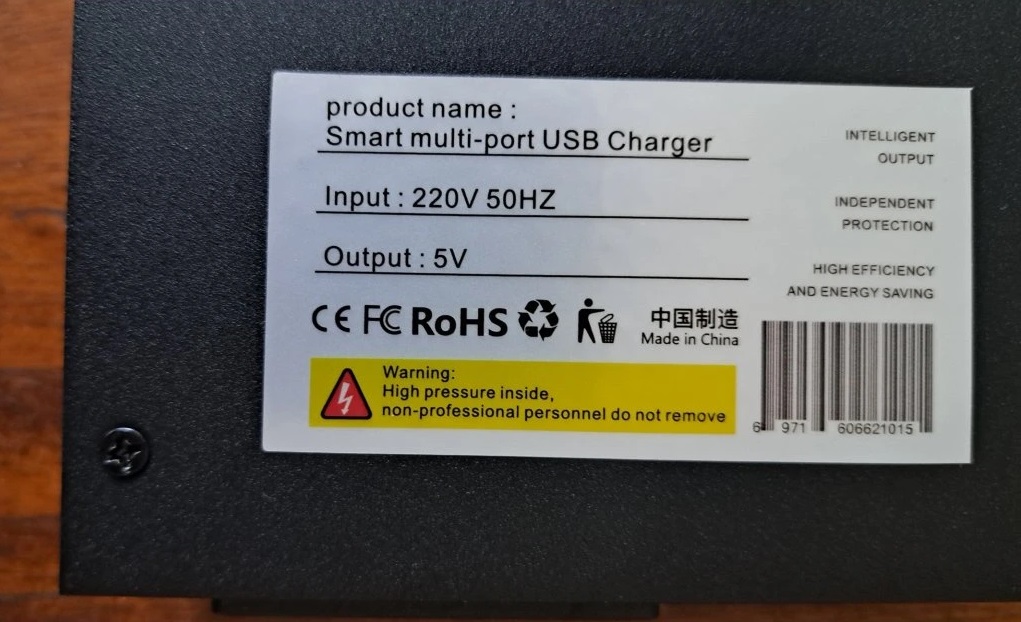 product name :
Smart multi-port USB Charger
Input : 220V 50HZ
Output : 5V
INTELLIGENT
OUTPUT
INDEPENDENT
PROTECTION
HIGH EFFICIENCY
AND ENERGY SAVING
CE FC RoHS
中国制造
Made in China
Warning:
High pressure inside,
non-professional personnel do not remove
6 971 606621015